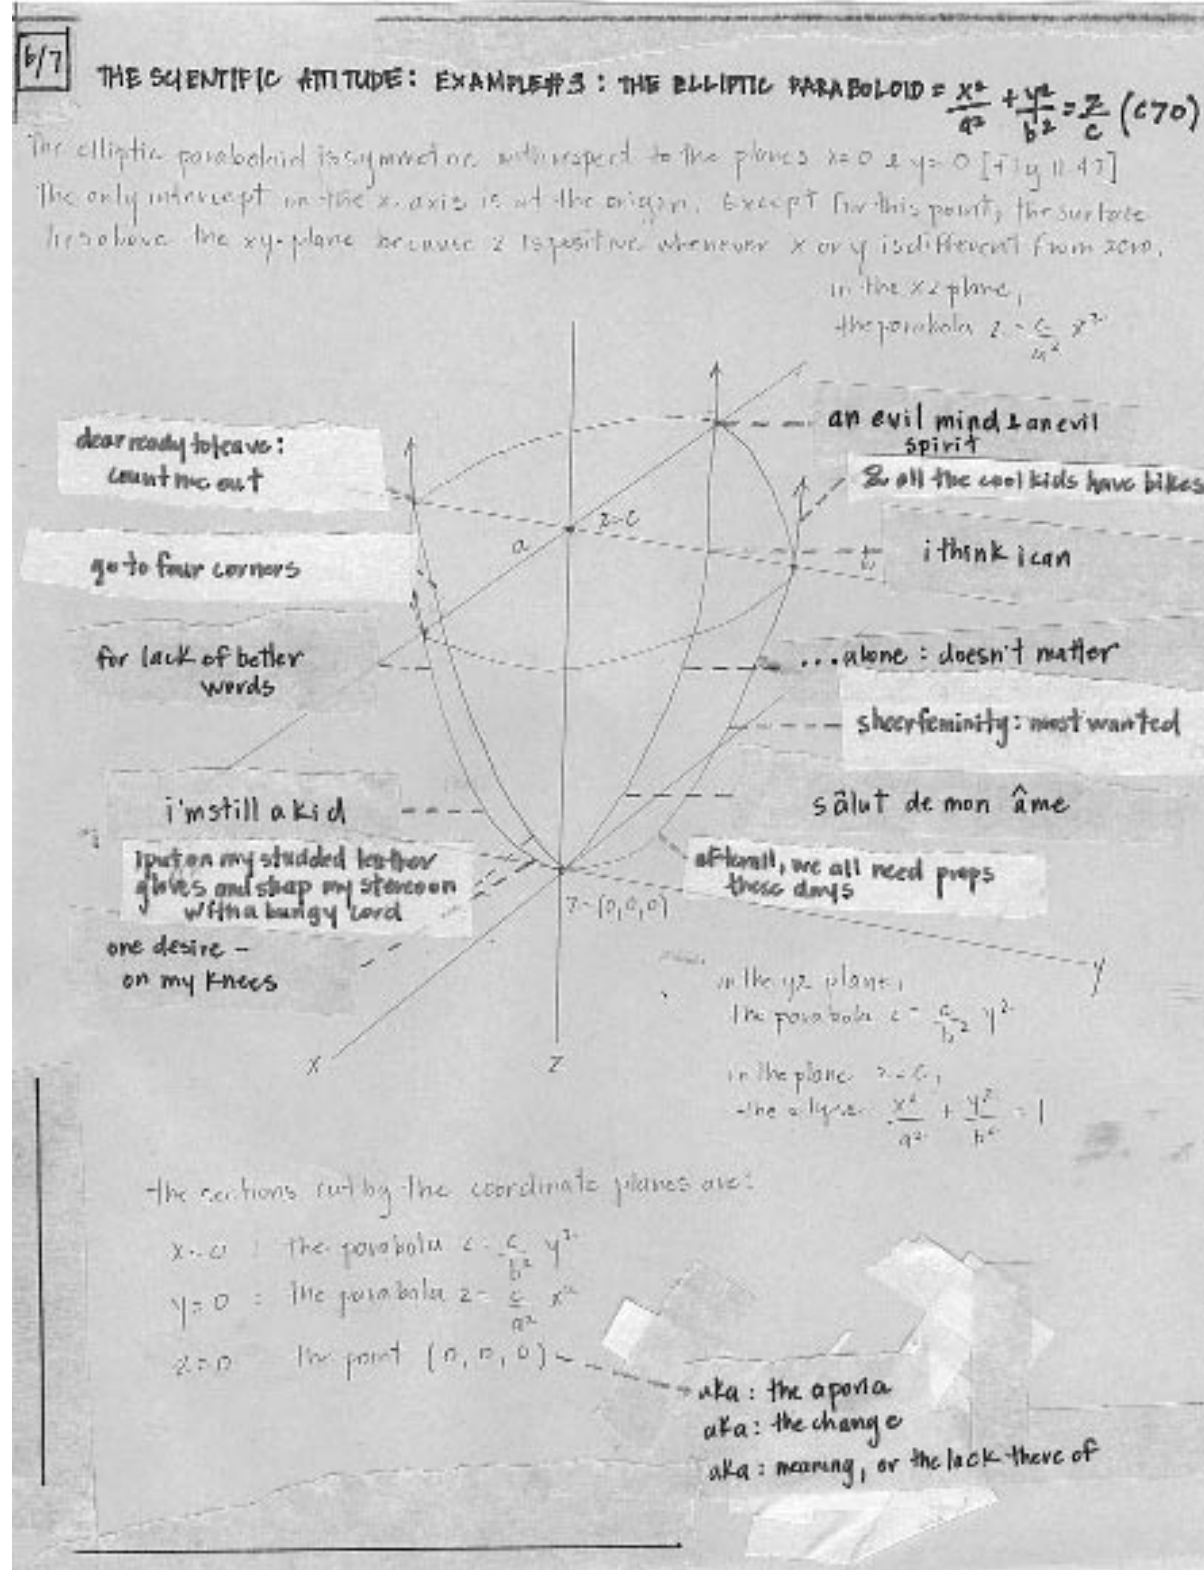 6/7
THE SCIENTIFIC ATTITUDE: EXAMPLE#3: THE ELLIPTIC PARABOLOID = x²/a² + y²/b² = z/c (c>0)
The elliptic paraboloid is symmetric with respect to the planes x=0 & y=0
The only intercept on the x-axis is at the origin. Except for this point, the surface
lies above the xy-plane because z is positive whenever x or y is different from zero.
in the xz plane,
the parabola z = c/a² x²
dear ready to leave:
count me out
an evil mind & an evil
spirit
& all the cool kids have bikes
z=c
a
go to four corners
i think i can
for lack of better
words
...alone: doesn't matter
sheer feminity: most wanted
i'm still a kid
sâlut de mon âme
i put on my studded leather
gloves and strap my stereo on
with a bungy cord
after all, we all need props
these days
z-(0,0,0)
one desire -
on my knees
y
x
z
in the yz plane,
the parabola z = c/b² y²
in the plane z=c,
the ellipse x²/a² + y²/b² = 1
the sections cut by the coordinate planes are:
x=0 : the parabola z = c/b² y²
y=0 : the parabola z = c/a² x²
z=0 the point (0,0,0)
aka: the aporia
aka: the change
aka: meaning, or the lack there of